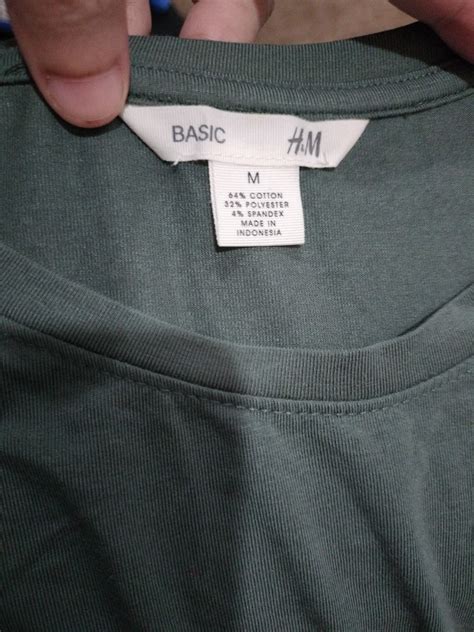 BASIC H&M
M
64% COTTON
32% POLYESTER
4% SPANDEX
MADE IN
INDONESIA